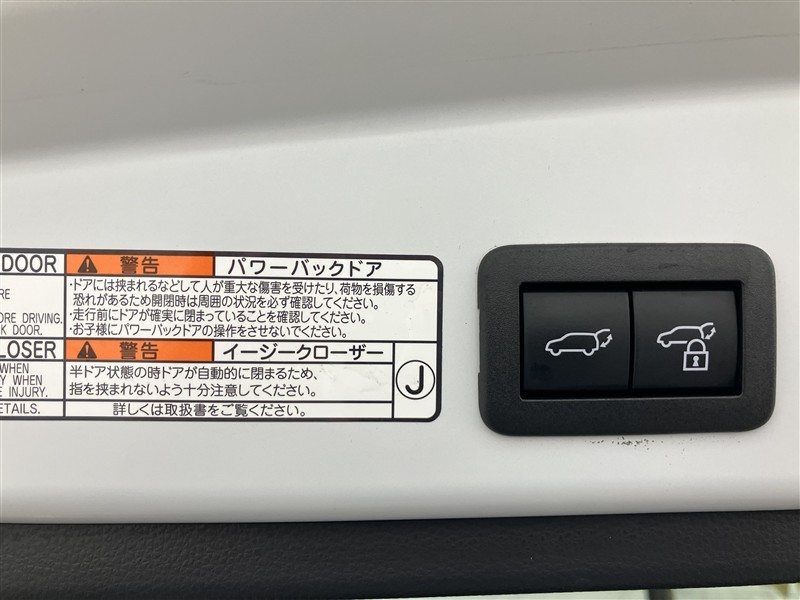 DOOR
警告 パワーバックドア
RE
ORE DRIVING.
K DOOR.
・ドアには挟まれるなどして人が重大な傷害を受けたり、荷物を損傷する
恐れがあるため開閉時は周囲の状況を必ず確認してください。
・走行前にドアが確実に閉まっていることを確認してください。
・お子様にパワーバックドアの操作をさせないでください。
LOSER
警告 イージークローザー
WHEN
Y WHEN
E INJURY.
半ドア状態の時ドアが自動的に閉まるため、
指を挟まれないよう十分注意してください。
J
ETAILS.
詳しくは取扱書をご覧ください。